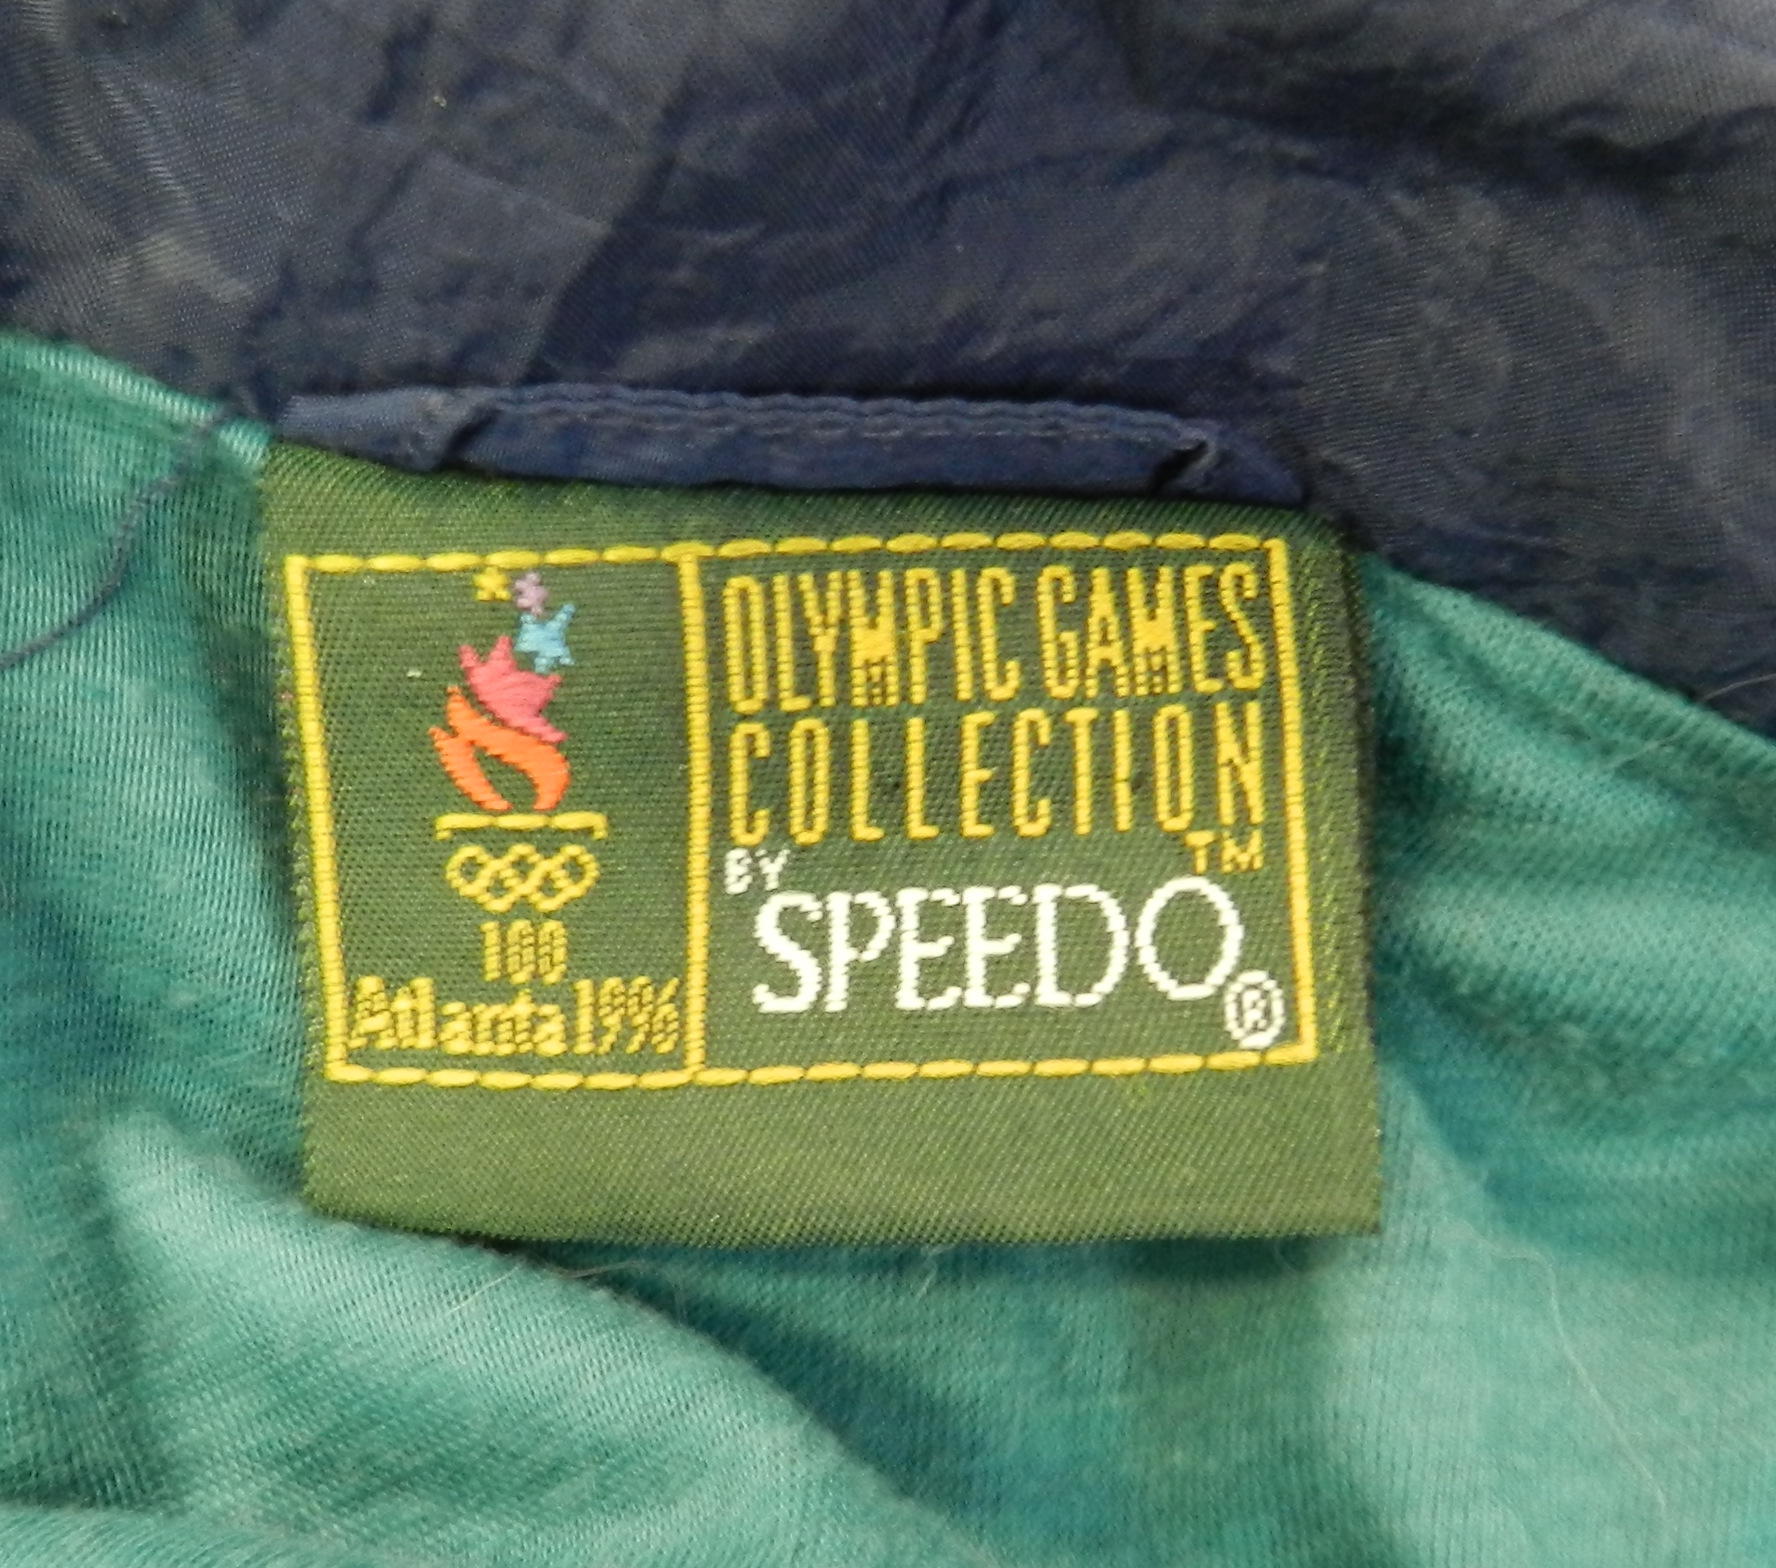 100
Atlanta 1996
OLYMPIC GAMES
COLLECTION
TM
BY
SPEEDO®